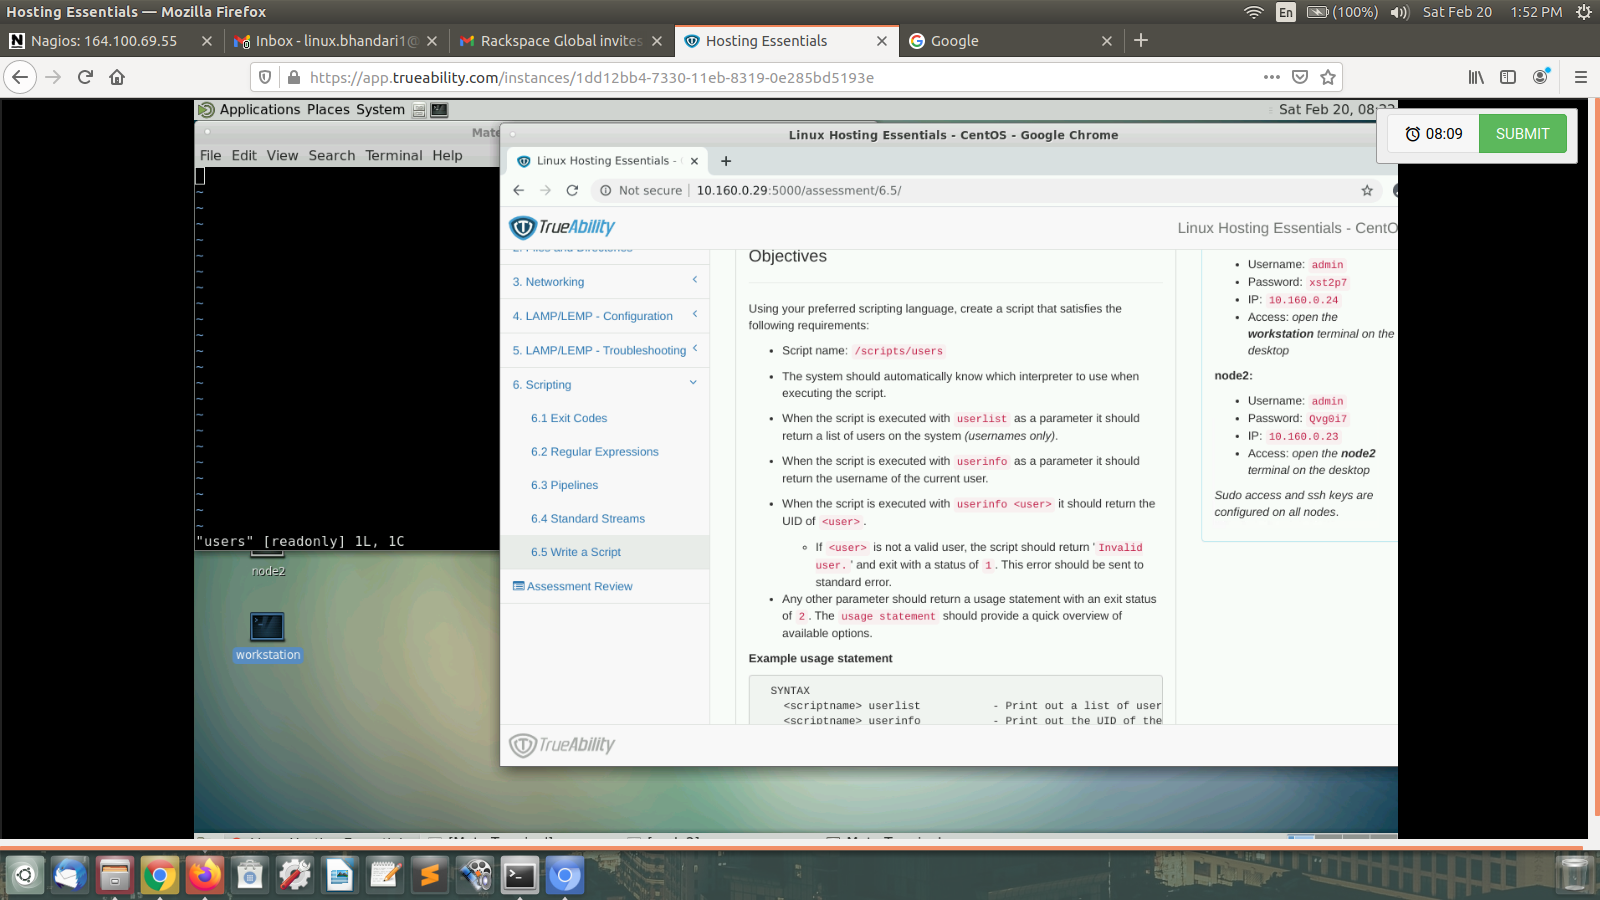 Hosting Essentials — Mozilla Firefox
En (100%) Sat Feb 20 1:52 PM
Nagios: 164.100.69.55
Inbox - linux.bhandari1@
Rackspace Global invites
Hosting Essentials
Google
https://app.trueability.com/instances/1dd12bb4-7330-11eb-8319-0e285bd5193e
Applications Places System
Sat Feb 20,
08:09 SUBMIT
Mate
File Edit View Search Terminal Help
"users" [readonly] 1L, 1C
node2
workstation
Linux Hosting Essentials - CentOS - Google Chrome
Linux Hosting Essentials -
Not secure | 10.160.0.29:5000/assessment/6.5/
TrueAbility
Linux Hosting Essentials - CentO
2. Files and Directories
3. Networking
4. LAMP/LEMP - Configuration
5. LAMP/LEMP - Troubleshooting
6. Scripting
6.1 Exit Codes
6.2 Regular Expressions
6.3 Pipelines
6.4 Standard Streams
6.5 Write a Script
Assessment Review
Objectives
Using your preferred scripting language, create a script that satisfies the
following requirements:
• Script name: /scripts/users
• The system should automatically know which interpreter to use when
executing the script.
• When the script is executed with userlist as a parameter it should
return a list of users on the system (usernames only).
• When the script is executed with userinfo as a parameter it should
return the username of the current user.
• When the script is executed with userinfo <user> it should return the
UID of <user>.
If <user> is not a valid user, the script should return 'Invalid
user.' and exit with a status of 1. This error should be sent to
standard error.
• Any other parameter should return a usage statement with an exit status
of 2. The usage statement should provide a quick overview of
available options.
Example usage statement
SYNTAX
<scriptname> userlist - Print out a list of user
<scriptname> userinfo - Print out the UID of the
• Username: admin
• Password: xst2p7
• IP: 10.160.0.24
• Access: open the
workstation terminal on the
desktop
node2:
• Username: admin
• Password: Qvg0i7
• IP: 10.160.0.23
• Access: open the node2
terminal on the desktop
Sudo access and ssh keys are
configured on all nodes.
TrueAbility